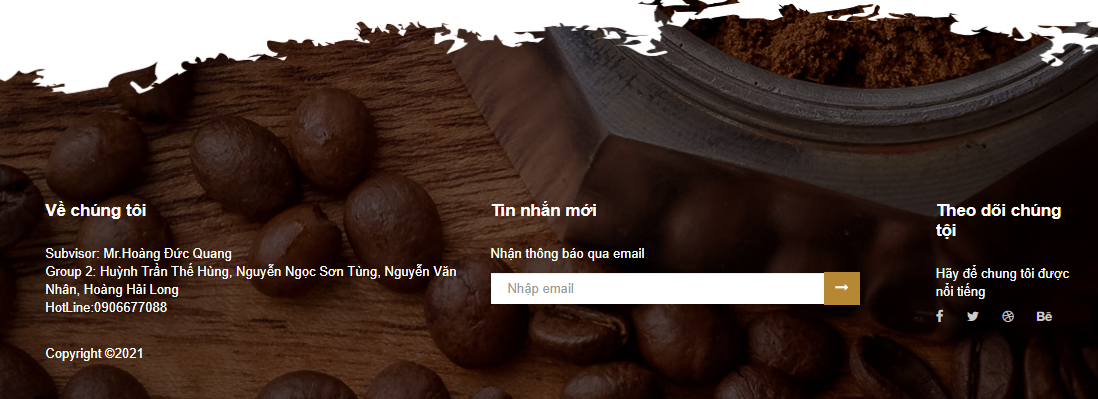 Về chúng tôi
Subvisor: Mr.Hoàng Đức Quang
Group 2: Huỳnh Trần Thế Hùng, Nguyễn Ngọc Sơn Tùng, Nguyễn Văn
Nhân, Hoàng Hải Long
HotLine:0906677088
Copyright ©2021
Tin nhắn mới
Nhận thông báo qua email
Nhập email
Theo dõi chúng
tội
Hãy để chung tôi được
nổi tiếng